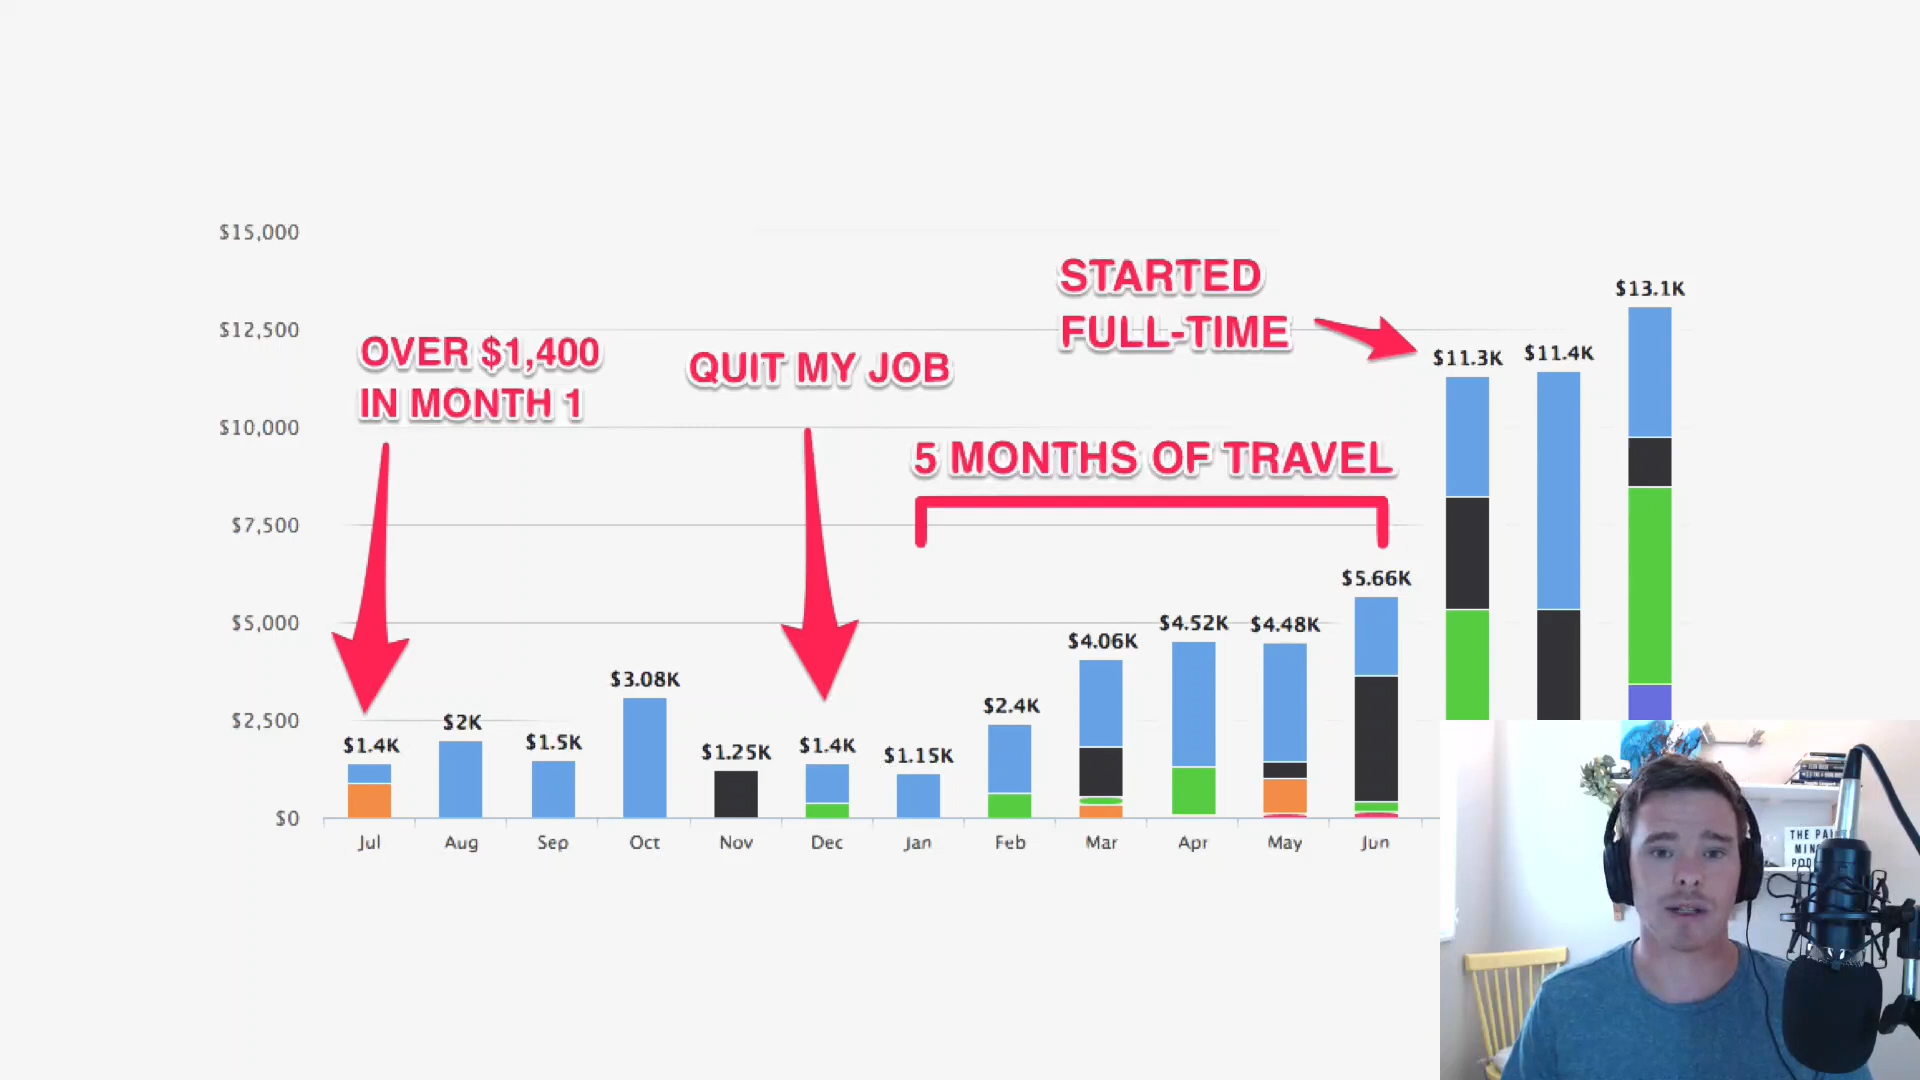 $15,000
$12,500
$10,000
$7,500
$5,000
$2,500
$0
OVER $1,400
IN MONTH 1
QUIT MY JOB
STARTED
FULL-TIME
5 MONTHS OF TRAVEL
$1.4K
$2K
$1.5K
$3.08K
$1.25K
$1.4K
$1.15K
$2.4K
$4.06K
$4.52K
$4.48K
$5.66K
$11.3K
$11.4K
$13.1K
Jul
Aug
Sep
Oct
Nov
Dec
Jan
Feb
Mar
Apr
May
Jun
THE